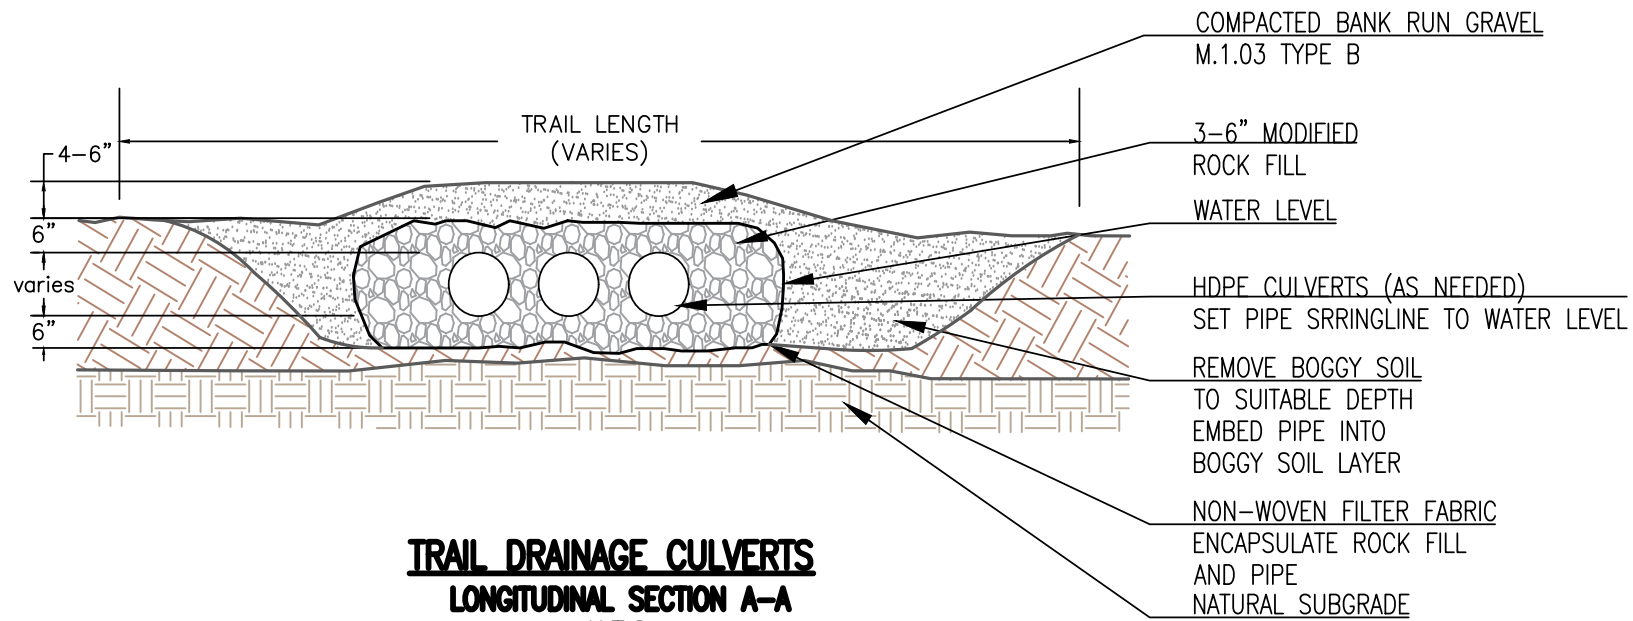 COMPACTED BANK RUN GRAVEL
M.1.03 TYPE B
TRAIL LENGTH
(VARIES)
4-6"
3-6" MODIFIED
ROCK FILL
WATER LEVEL
6"
varies
6"
HDPE CULVERTS (AS NEEDED)
SET PIPE SRRINGLINE TO WATER LEVEL
REMOVE BOGGY SOIL
TO SUITABLE DEPTH
EMBED PIPE INTO
BOGGY SOIL LAYER
NON-WOVEN FILTER FABRIC
ENCAPSULATE ROCK FILL
AND PIPE
NATURAL SUBGRADE
TRAIL DRAINAGE CULVERTS
LONGITUDINAL SECTION A-A